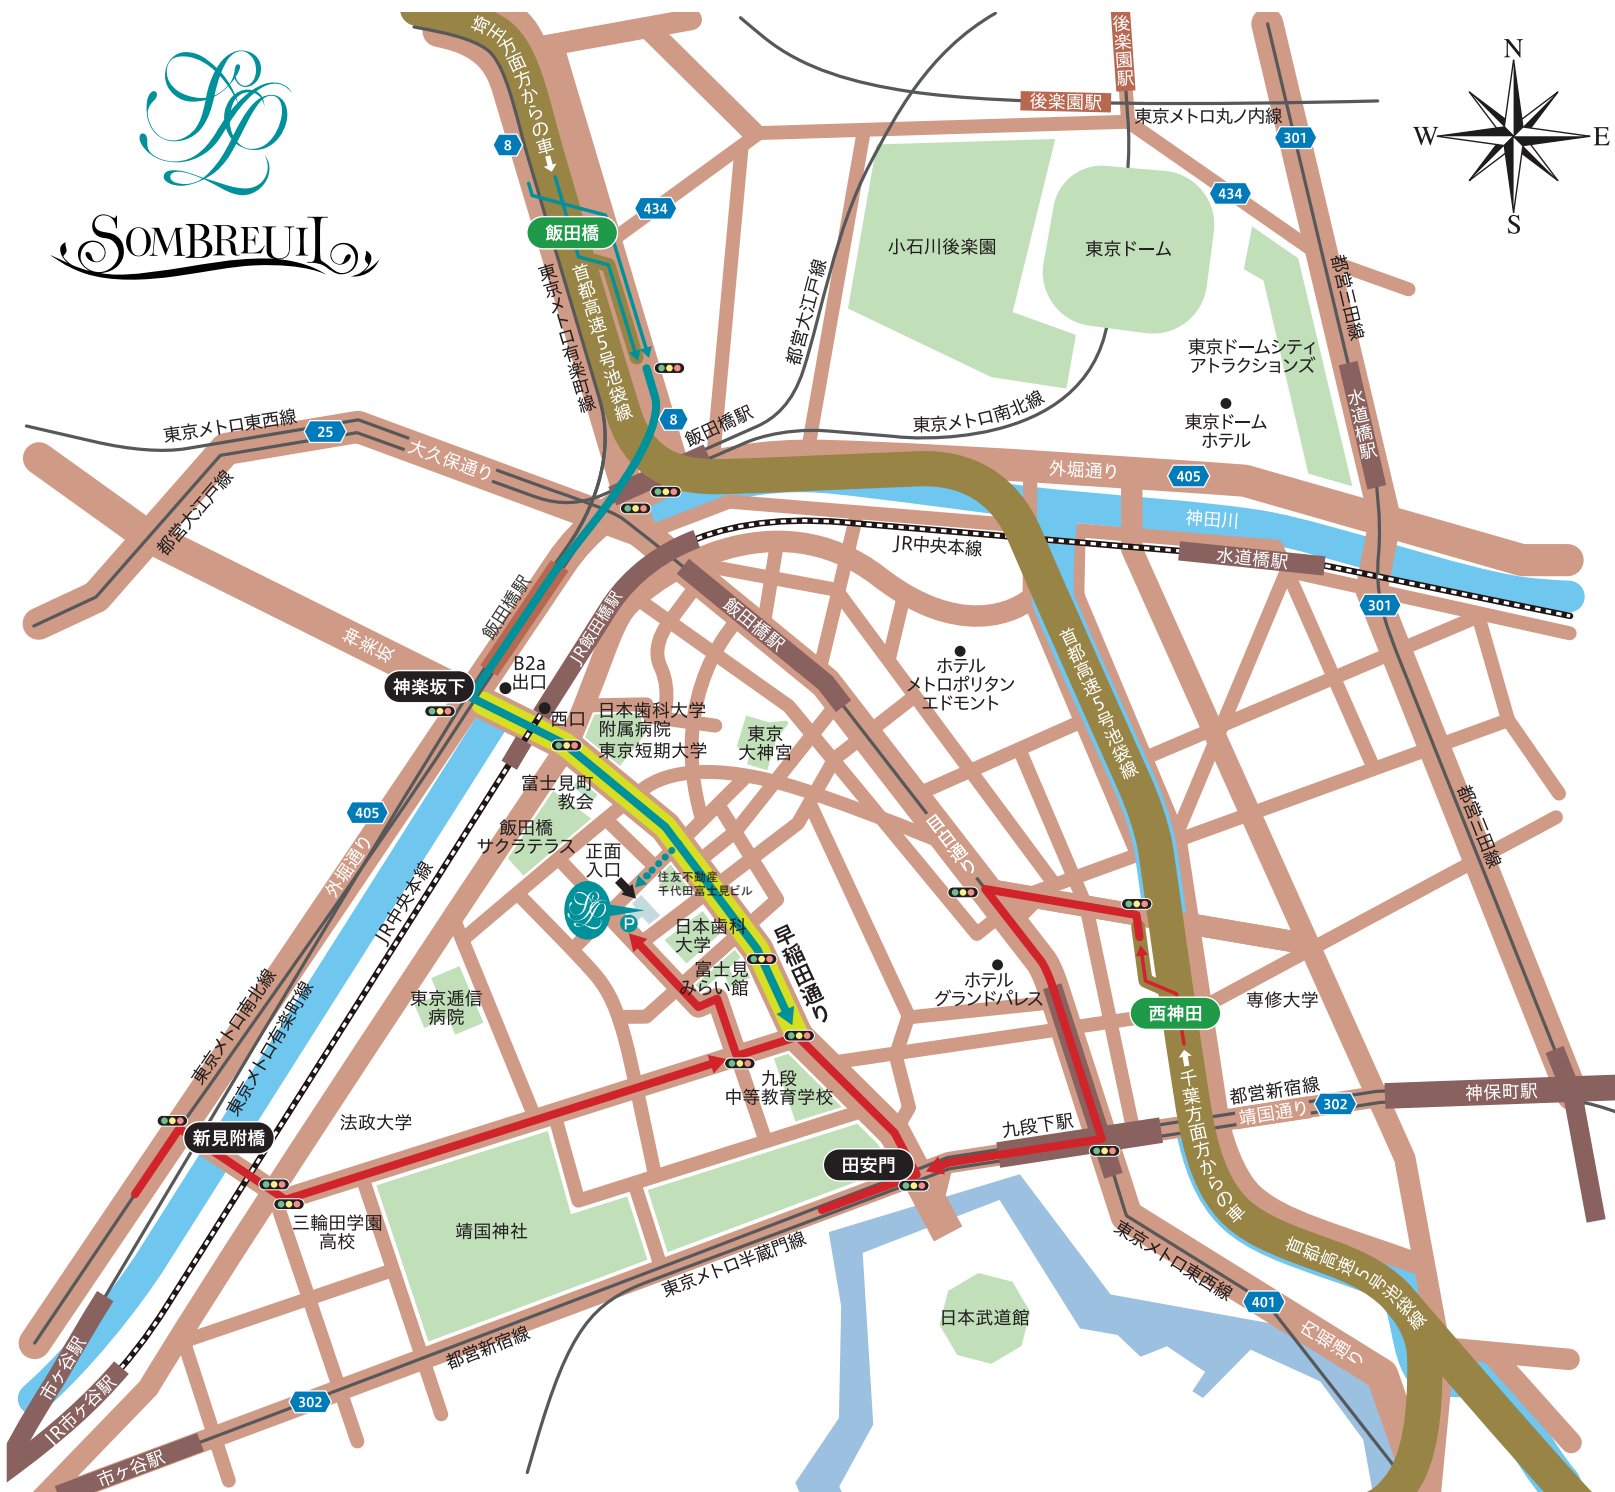 SP
SOMBREUIL
N
W
E
S
埼玉方面からの車
8
434
飯田橋
後楽園駅
後楽園駅
東京メトロ丸ノ内線
301
434
小石川後楽園
東京ドーム
都営三田線
東京メトロ有楽町線
首都高速5号池袋線
都営大江戸線
東京ドームシティ
アトラクションズ
東京ドーム
ホテル
水道橋駅
東京メトロ東西線
25
大久保通り
8
飯田橋駅
東京メトロ南北線
外堀通り
405
都営大江戸線
神田川
JR中央本線
水道橋駅
301
飯田橋駅
JR飯田橋駅
飯田橋駅
神楽坂
神楽坂下
B2a
出口
西口
日本歯科大学
附属病院
東京短期大学
東京
大神宮
ホテル
メトロポリタン
エドモント
首都高速5号池袋線
富士見町
教会
飯田橋
サクラテラス
405
外堀通り
JR中央本線
正面
入口
住友不動産
千代田富士見ビル
SP
P
日本歯科
大学
富士見
みらい館
早稲田通り
目白通り
都営三田線
ホテル
グランドパレス
西神田
専修大学
東京逓信
病院
東京メトロ南北線
東京メトロ有楽町線
千葉方面方からの車
九段
中等教育学校
法政大学
新見附橋
都営新宿線
靖国通り
302
神保町駅
九段下駅
田安門
三輪田学園
高校
靖国神社
東京メトロ半蔵門線
東京メトロ東西線
首都高速5号池袋線
401
内堀通り
日本武道館
都営新宿線
302
市ヶ谷駅
JR市ヶ谷駅
市ヶ谷駅